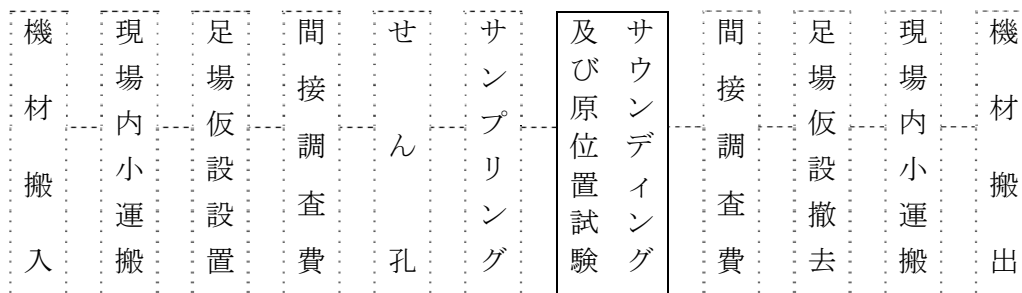 機材搬入
現場内小運搬
足場仮設設置
間接調査費
せん孔
サンプリング
サウンディング
及び原位置試験
間接調査費
足場仮設撤去
現場内小運搬
機材搬出